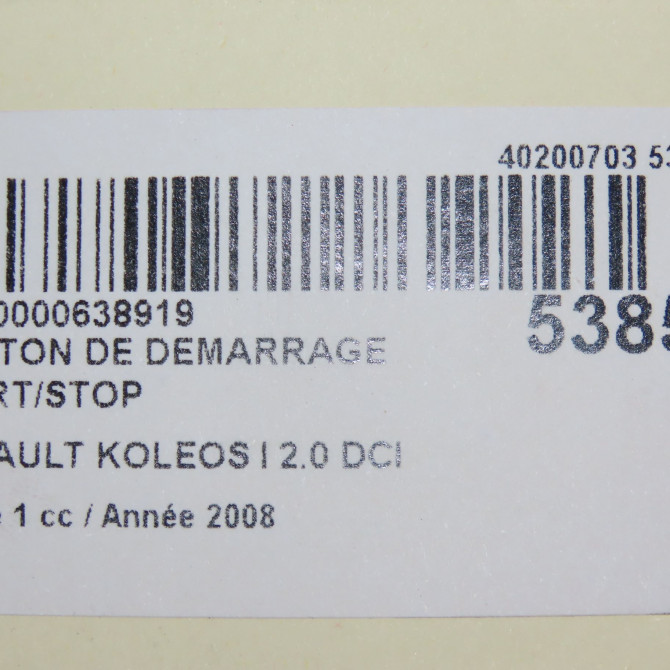 40200703 53
0000638919
5385
TON DE DEMARRAGE
RT/STOP
AULT KOLEOS I 2.0 DCI
e 1 cc / Année 2008